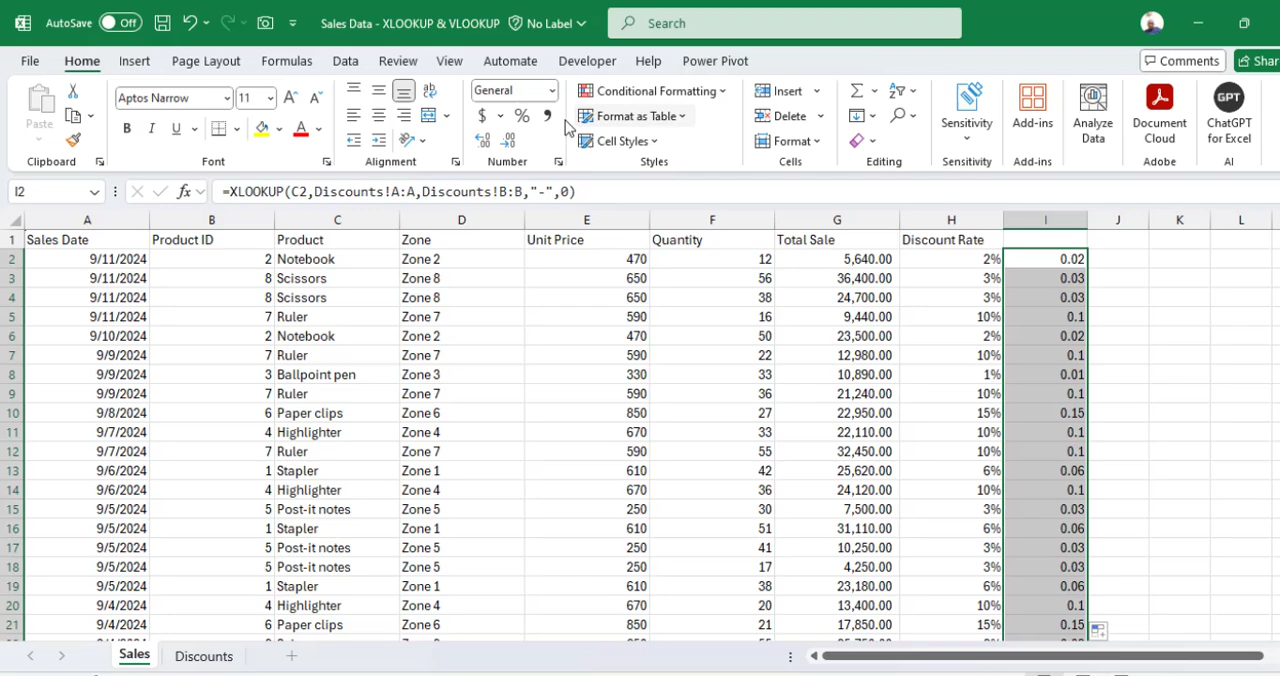 AutoSave Off Sales Data - XLOOKUP & VLOOKUP No Label Search
File Home Insert Page Layout Formulas Data Review View Automate Developer Help Power Pivot Comments Shar
Paste Aptos Narrow 11 A A General Conditional Formatting Insert Sensitivity Add-ins Analyze Data Document Cloud GPT ChatGPT for Excel
B I U A $ % Format as Table Delete
Cell Styles Format
Clipboard Font Alignment Number Styles Cells Editing Sensitivity Add-ins Adobe AI
I2 fx =XLOOKUP(C2,Discounts!A:A,Discounts!B:B,"-",0)
A B C D E F G H I J K L
1 Sales Date Product ID Product Zone Unit Price Quantity Total Sale Discount Rate
2 9/11/2024 2 Notebook Zone 2 470 12 5,640.00 2% 0.02
3 9/11/2024 8 Scissors Zone 8 650 56 36,400.00 3% 0.03
4 9/11/2024 8 Scissors Zone 8 650 38 24,700.00 3% 0.03
5 9/11/2024 7 Ruler Zone 7 590 16 9,440.00 10% 0.1
6 9/10/2024 2 Notebook Zone 2 470 50 23,500.00 2% 0.02
7 9/9/2024 7 Ruler Zone 7 590 22 12,980.00 10% 0.1
8 9/9/2024 3 Ballpoint pen Zone 3 330 33 10,890.00 1% 0.01
9 9/9/2024 7 Ruler Zone 7 590 36 21,240.00 10% 0.1
10 9/8/2024 6 Paper clips Zone 6 850 27 22,950.00 15% 0.15
11 9/7/2024 4 Highlighter Zone 4 670 33 22,110.00 10% 0.1
12 9/7/2024 7 Ruler Zone 7 590 55 32,450.00 10% 0.1
13 9/6/2024 1 Stapler Zone 1 610 42 25,620.00 6% 0.06
14 9/6/2024 4 Highlighter Zone 4 670 36 24,120.00 10% 0.1
15 9/5/2024 5 Post-it notes Zone 5 250 30 7,500.00 3% 0.03
16 9/5/2024 1 Stapler Zone 1 610 51 31,110.00 6% 0.06
17 9/5/2024 5 Post-it notes Zone 5 250 41 10,250.00 3% 0.03
18 9/5/2024 5 Post-it notes Zone 5 250 17 4,250.00 3% 0.03
19 9/5/2024 1 Stapler Zone 1 610 38 23,180.00 6% 0.06
20 9/4/2024 4 Highlighter Zone 4 670 20 13,400.00 10% 0.1
21 9/4/2024 6 Paper clips Zone 6 850 21 17,850.00 15% 0.15
Sales Discounts